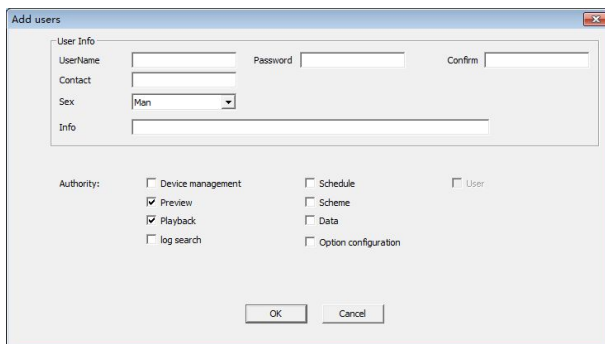 Add users
User Info
UserName Password Confirm
Contact
Sex Man
Info
Authority: Device management Schedule User
Preview Scheme
Playback Data
log search Option configuration
OK Cancel